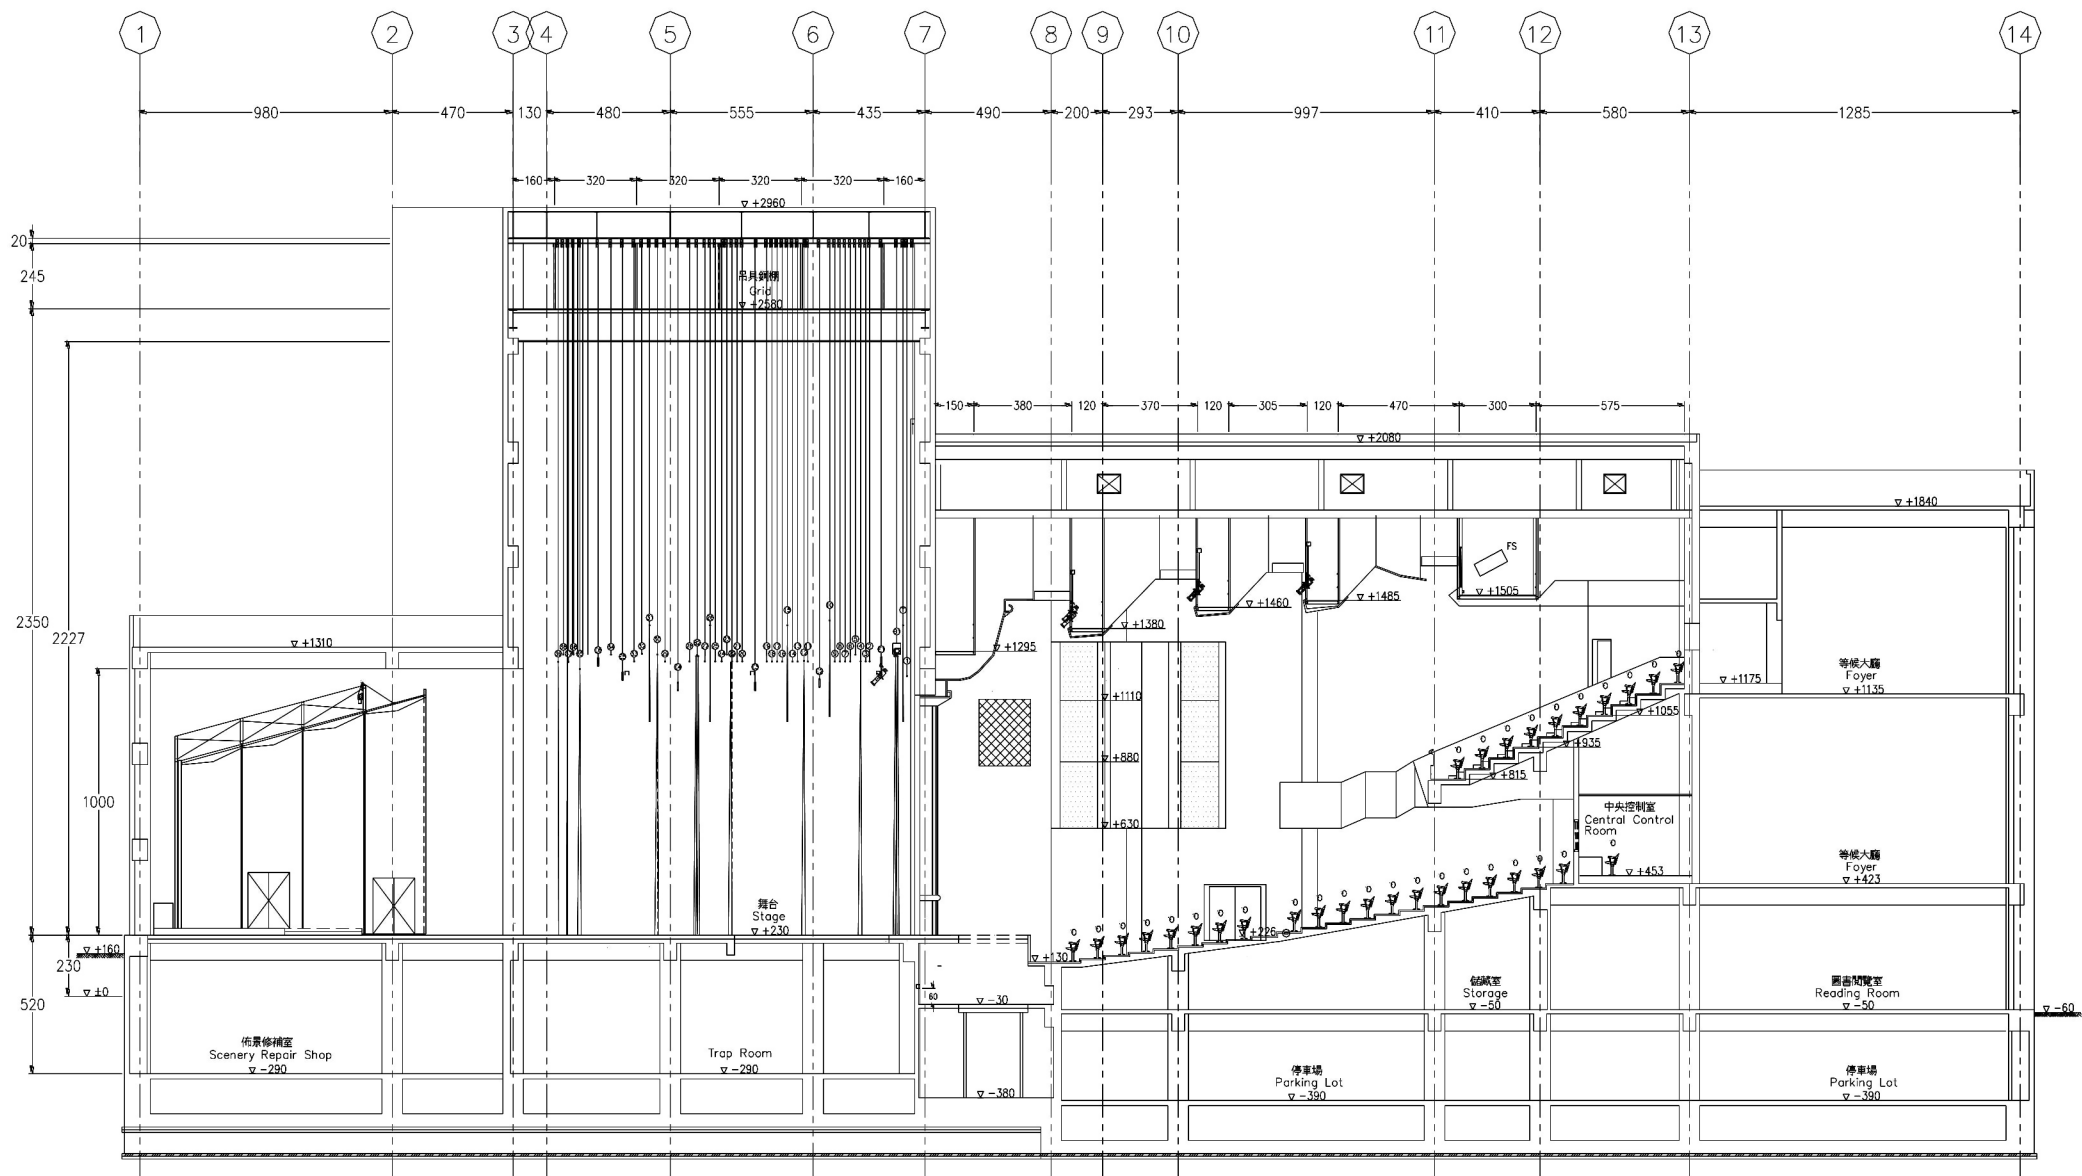 1 2 3 4 5 6 7 8 9 10 11 12 13 14
980 470 130 480 555 435 490 200 293 997 410 580 1285
160 320 320 320 320 160
+2960
20
245
吊具鋼棚
Grid
+2580
150 380 120 370 120 305 120 470 300 575
+2080
+1840
FS
+1505
+1485
+1460
+1380
+1310
+1295
2350
2227
等候大廳
Foyer
+1175
+1135
+1110
+1055
+935
+880
+815
1000
中央控制室
Central Control
Room
+630
等候大廳
Foyer
+453
+423
舞台
Stage
+230
+226
+160
+130
230
±0
520
60
-30
儲藏室
Storage
-50
圖書閱覽室
Reading Room
-50
-60
佈景修補室
Scenery Repair Shop
-290
Trap Room
-290
-380
停車場
Parking Lot
-390
停車場
Parking Lot
-390